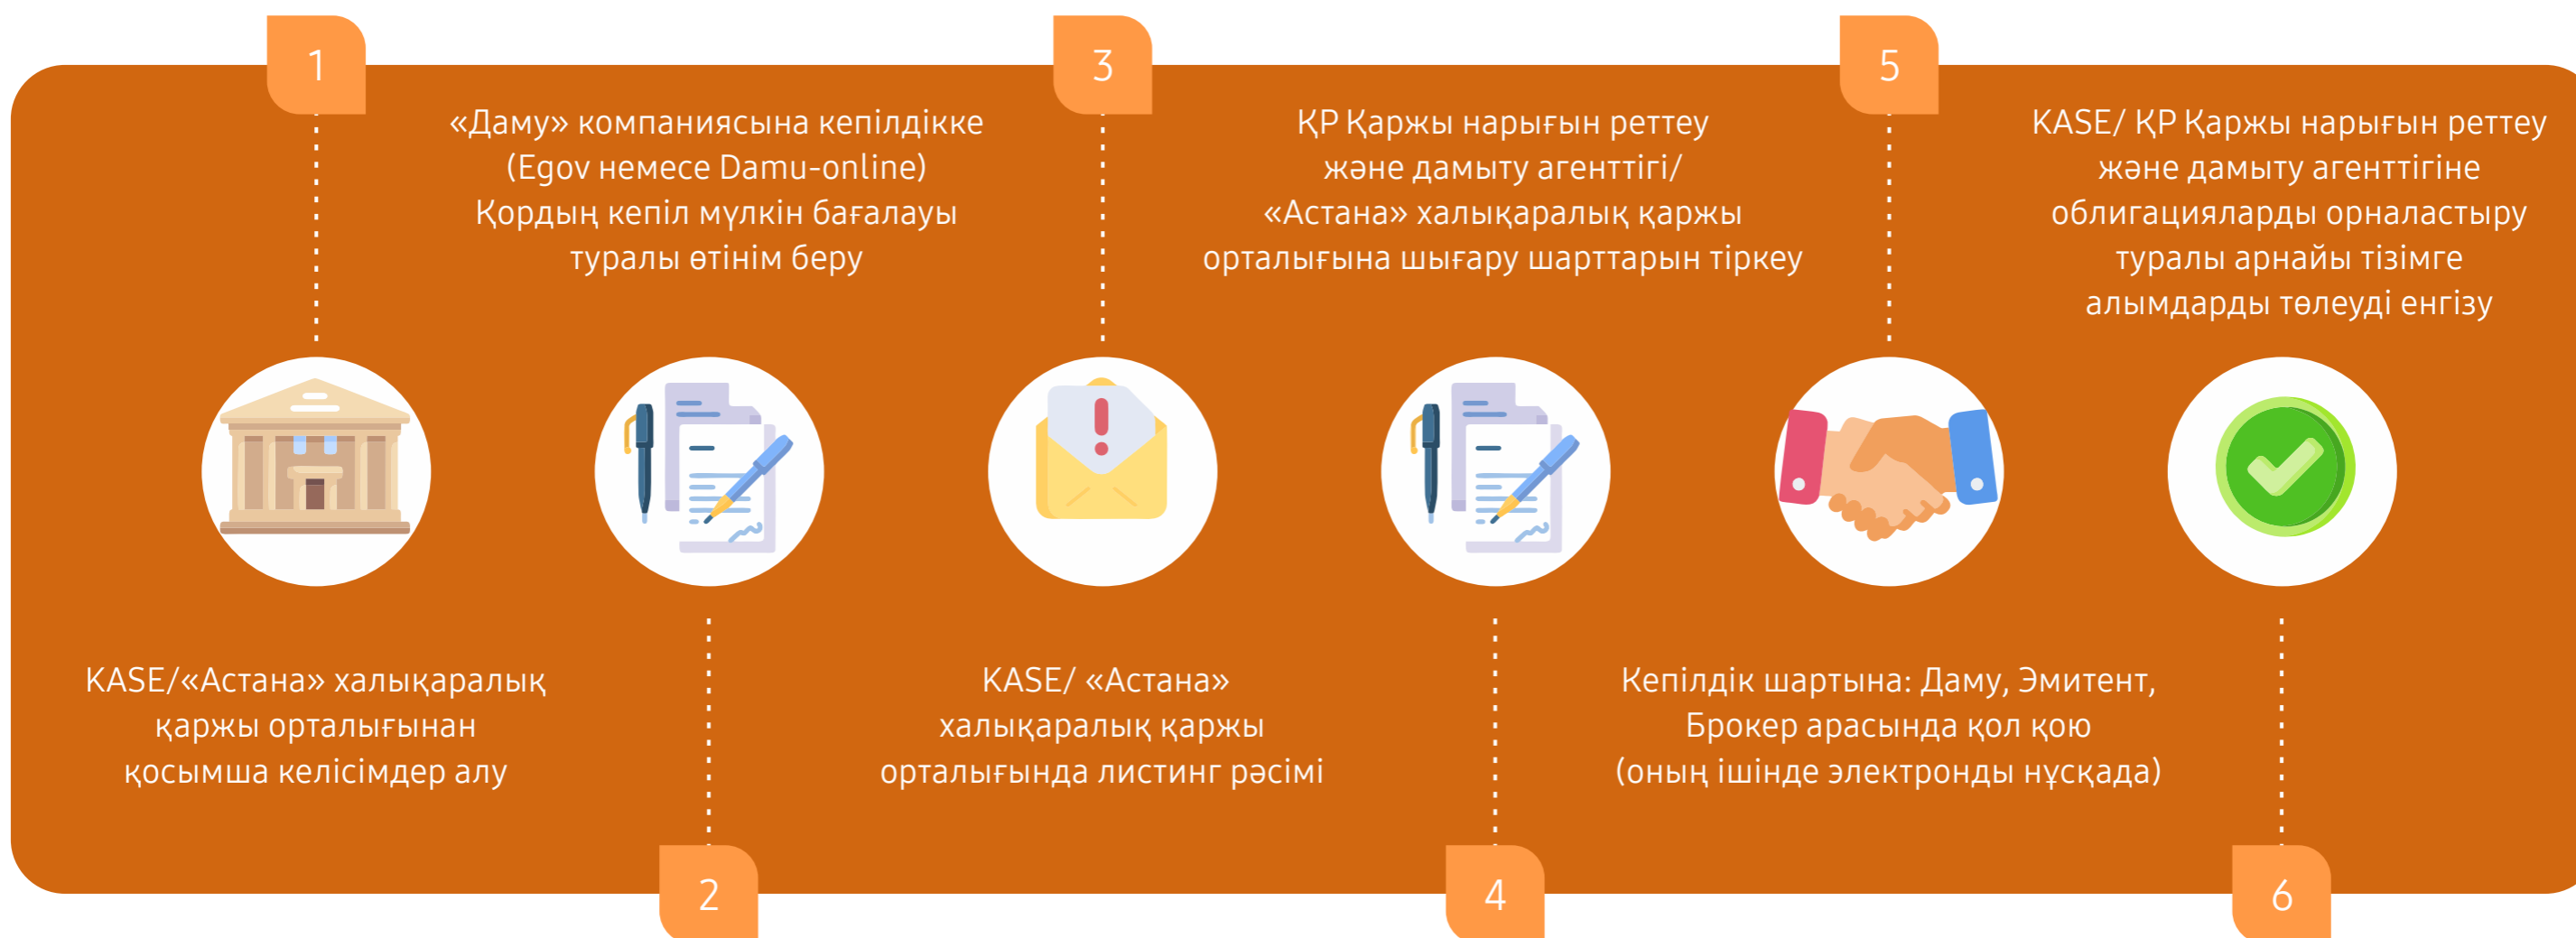 1
KASE/«Астана» халықаралық
қаржы орталығынан
қосымша келісімдер алу
2
«Даму» компаниясына кепілдікке
(Egov немесе Damu-online)
Қордың кепіл мүлкін бағалауы
туралы өтінім беру
3
KASE/ «Астана»
халықаралық қаржы
орталығында листинг рәсімі
4
ҚР Қаржы нарығын реттеу
және дамыту агенттігі/
«Астана» халықаралық қаржы
орталығына шығару шарттарын тіркеу
5
Кепілдік шартына: Даму, Эмитент,
Брокер арасында қол қою
(оның ішінде электронды нұсқада)
6
KASE/ ҚР Қаржы нарығын реттеу
және дамыту агенттігіне
облигацияларды орналастыру
туралы арнайы тізімге
алымдарды төлеуді енгізу